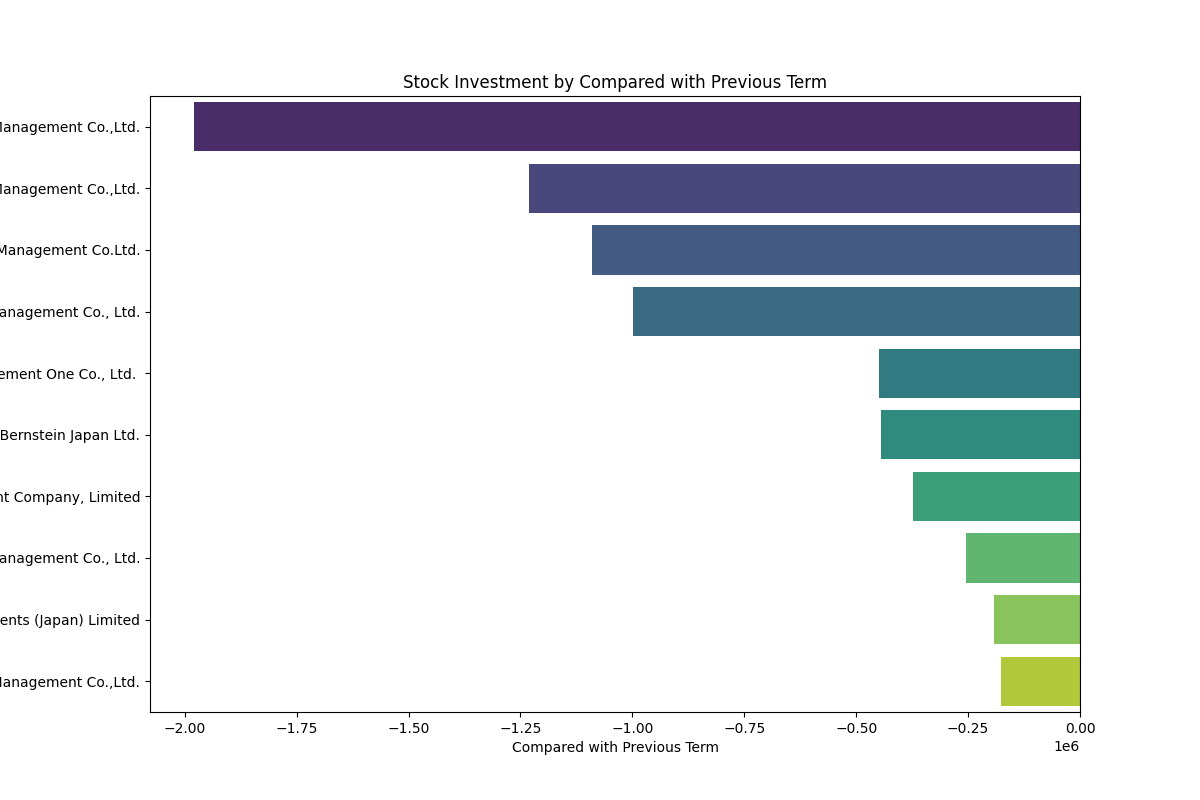 Stock Investment by Compared with Previous Term
Management Co.,Ltd.
Management Co.,Ltd.
Management Co.Ltd.
anagement Co., Ltd.
ement One Co., Ltd.
Bernstein Japan Ltd.
nt Company, Limited
anagement Co., Ltd.
ents (Japan) Limited
Management Co.,Ltd.
−2.00 −1.75 −1.50 −1.25 −1.00 −0.75 −0.50 −0.25 0.00
1e6
Compared with Previous Term